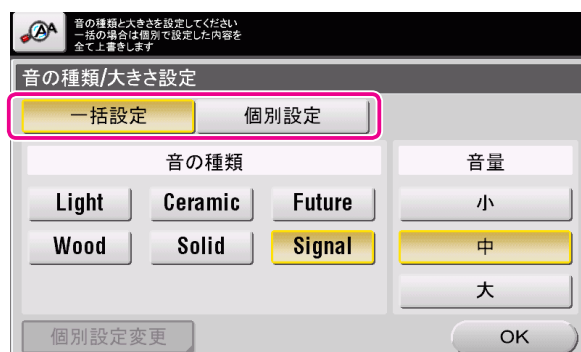 音の種類と大きさを設定してください
一括の場合は個別で設定した内容を
全て上書きします
音の種類/大きさ設定
一括設定 個別設定
音の種類 音量
Light Ceramic Future 小
Wood Solid Signal 中
大
個別設定変更 OK